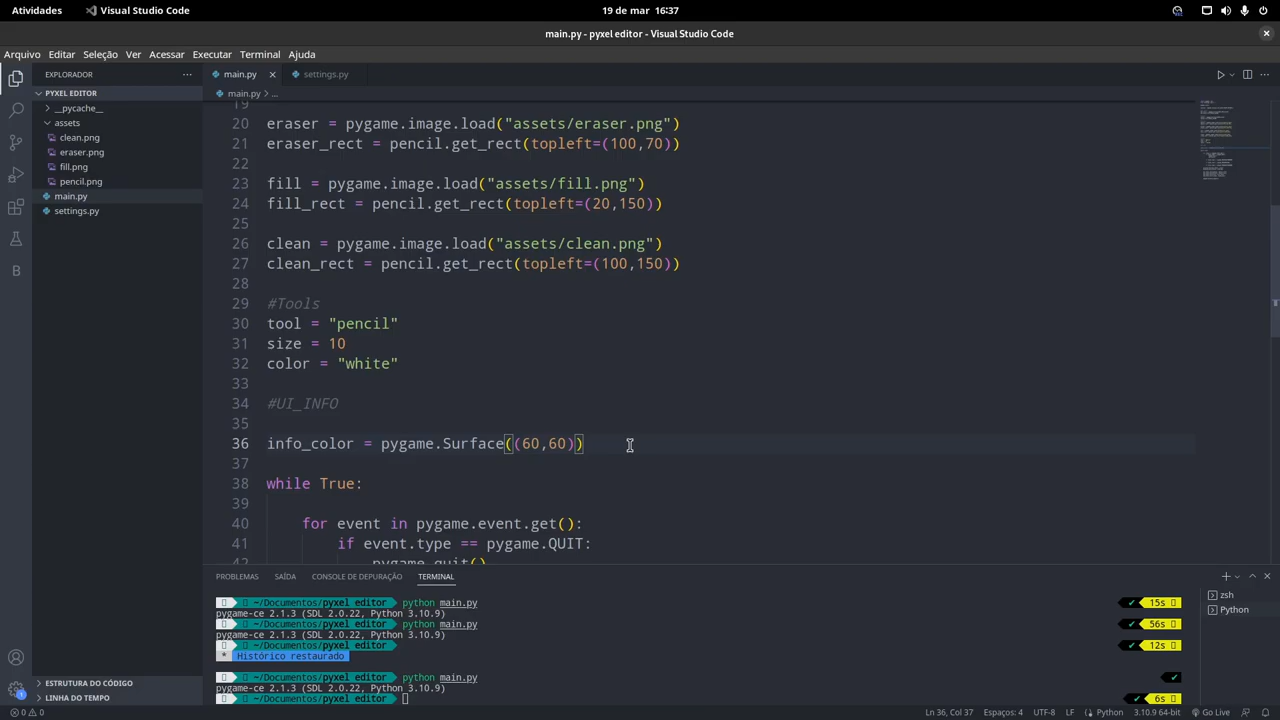 Atividades
Visual Studio Code
19 de mar 16:37
main.py - pyxel editor - Visual Studio Code
Arquivo Editar Seleção Ver Acessar Executar Terminal Ajuda
EXPLORADOR
PYXEL EDITOR
__pycache__
assets
clean.png
eraser.png
fill.png
pencil.png
main.py
settings.py
ESTRUTURA DO CÓDIGO
LINHA DO TEMPO
main.py settings.py
main.py > ...
19
20 eraser = pygame.image.load("assets/eraser.png")
21 eraser_rect = pencil.get_rect(topleft=(100,70))
22
23 fill = pygame.image.load("assets/fill.png")
24 fill_rect = pencil.get_rect(topleft=(20,150))
25
26 clean = pygame.image.load("assets/clean.png")
27 clean_rect = pencil.get_rect(topleft=(100,150))
28
29 #Tools
30 tool = "pencil"
31 size = 10
32 color = "white"
33
34 #UI_INFO
35
36 info_color = pygame.Surface((60,60))
37
38 while True:
39
40 for event in pygame.event.get():
41 if event.type == pygame.QUIT:
42 pygame.quit()
PROBLEMAS SAÍDA CONSOLE DE DEPURAÇÃO TERMINAL
~/Documentos/pyxel editor python main.py ✓ 15s
pygame-ce 2.1.3 (SDL 2.0.22, Python 3.10.9)
~/Documentos/pyxel editor python main.py ✓ 56s
pygame-ce 2.1.3 (SDL 2.0.22, Python 3.10.9)
~/Documentos/pyxel editor ✓ 12s
* Histórico restaurado
~/Documentos/pyxel editor python main.py ✓
pygame-ce 2.1.3 (SDL 2.0.22, Python 3.10.9)
~/Documentos/pyxel editor ✓ 6s
zsh
Python
0 0 Ln 36, Col 37 Espaços: 4 UTF-8 LF Python 3.10.9 64-bit Go Live